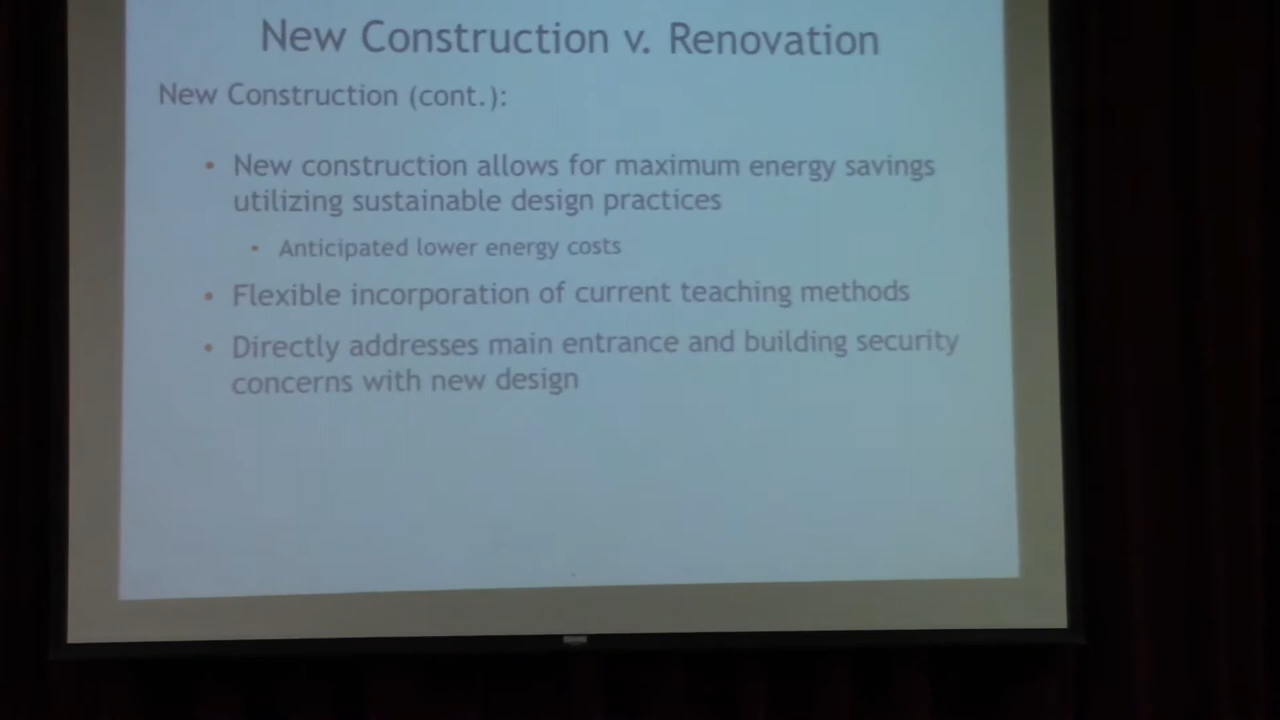 New Construction v. Renovation
New Construction (cont.):
• New construction allows for maximum energy savings
utilizing sustainable design practices
• Anticipated lower energy costs
• Flexible incorporation of current teaching methods
• Directly addresses main entrance and building security
concerns with new design